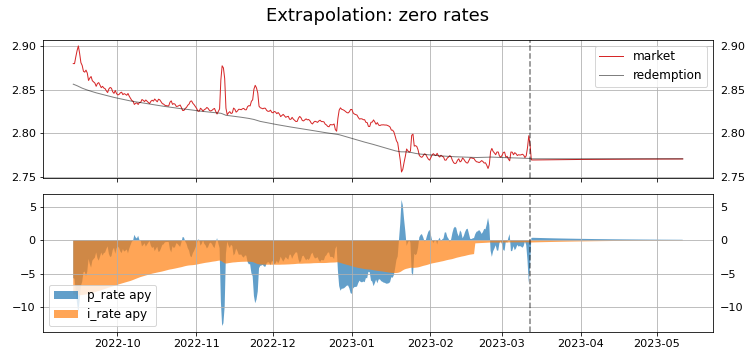 Extrapolation: zero rates
2.90
2.85
2.80
2.75
market
redemption
2.90
2.85
2.80
2.75
5
0
−5
−10
p_rate apy
i_rate apy
5
0
−5
−10
2022-10 2022-11 2022-12 2023-01 2023-02 2023-03 2023-04 2023-05